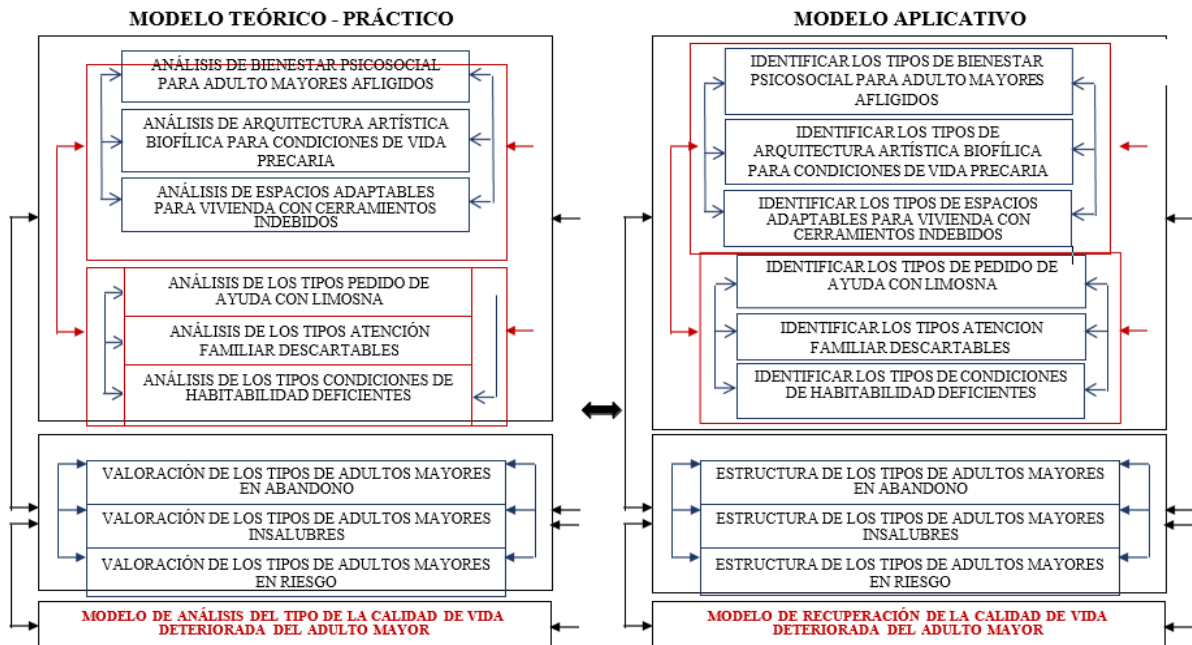 MODELO TEÓRICO - PRÁCTICO
ANÁLISIS DE BIENESTAR PSICOSOCIAL
PARA ADULTO MAYORES AFLIGIDOS
ANÁLISIS DE ARQUITECTURA ARTÍSTICA
BIOFÍLICA PARA CONDICIONES DE VIDA
PRECARIA
ANÁLISIS DE ESPACIOS ADAPTABLES
PARA VIVIENDA CON CERRAMIENTOS
INDEBIDOS
ANÁLISIS DE LOS TIPOS PEDIDO DE
AYUDA CON LIMOSNA
ANÁLISIS DE LOS TIPOS ATENCIÓN
FAMILIAR DESCARTABLES
ANÁLISIS DE LOS TIPOS CONDICIONES DE
HABITABILIDAD DEFICIENTES
VALORACIÓN DE LOS TIPOS DE ADULTOS MAYORES
EN ABANDONO
VALORACIÓN DE LOS TIPOS DE ADULTOS MAYORES
INSALUBRES
VALORACIÓN DE LOS TIPOS DE ADULTOS MAYORES
EN RIESGO
MODELO DE ANÁLISIS DEL TIPO DE LA CALIDAD DE VIDA
DETERIORADA DEL ADULTO MAYOR
MODELO APLICATIVO
IDENTIFICAR LOS TIPOS DE BIENESTAR
PSICOSOCIAL PARA ADULTO MAYORES
AFLIGIDOS
IDENTIFICAR LOS TIPOS DE
ARQUITECTURA ARTÍSTICA BIOFÍLICA
PARA CONDICIONES DE VIDA PRECARIA
IDENTIFICAR LOS TIPOS DE ESPACIOS
ADAPTABLES PARA VIVIENDA CON
CERRAMIENTOS INDEBIDOS
IDENTIFICAR LOS TIPOS DE PEDIDO DE
AYUDA CON LIMOSNA
IDENTIFICAR LOS TIPOS ATENCION
FAMILIAR DESCARTABLES
IDENTIFICAR LOS TIPOS DE CONDICIONES
DE HABITABILIDAD DEFICIENTES
ESTRUCTURA DE LOS TIPOS DE ADULTOS MAYORES
EN ABANDONO
ESTRUCTURA DE LOS TIPOS DE ADULTOS MAYORES
INSALUBRES
ESTRUCTURA DE LOS TIPOS DE ADULTOS MAYORES
EN RIESGO
MODELO DE RECUPERACIÓN DE LA CALIDAD DE VIDA
DETERIORADA DEL ADULTO MAYOR